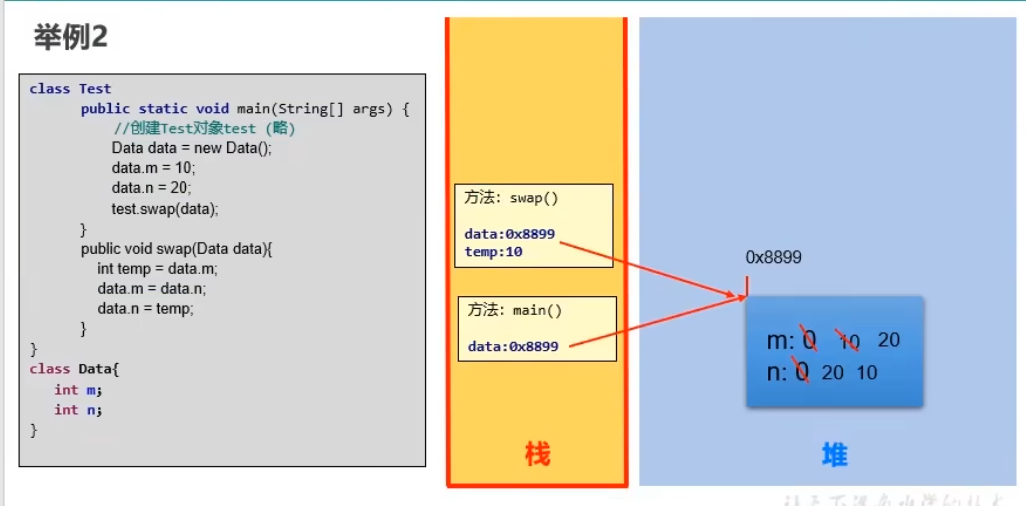 举例2
class Test
public static void main(String[] args) {
//创建Test对象test (略)
Data data = new Data();
data.m = 10;
data.n = 20;
test.swap(data);
}
public void swap(Data data){
int temp = data.m;
data.m = data.n;
data.n = temp;
}
}
class Data{
int m;
int n;
}
方法: swap()
data:0x8899
temp:10
方法: main()
data:0x8899
栈
0x8899
m: 0 10 20
n: 0 20 10
堆